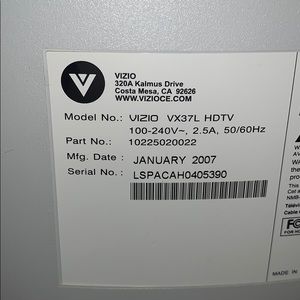 V
VIZIO
320A Kalmus Drive
Costa Mesa, CA 92626
WWW.VIZIOCE.COM
Model No.: VIZIO VX37L HDTV
100-240V~, 2.5A, 50/60Hz
Part No.: 10225020022
Mfg. Date : JANUARY 2007
Serial No.: LSPACAH0405390
FC
MADE IN